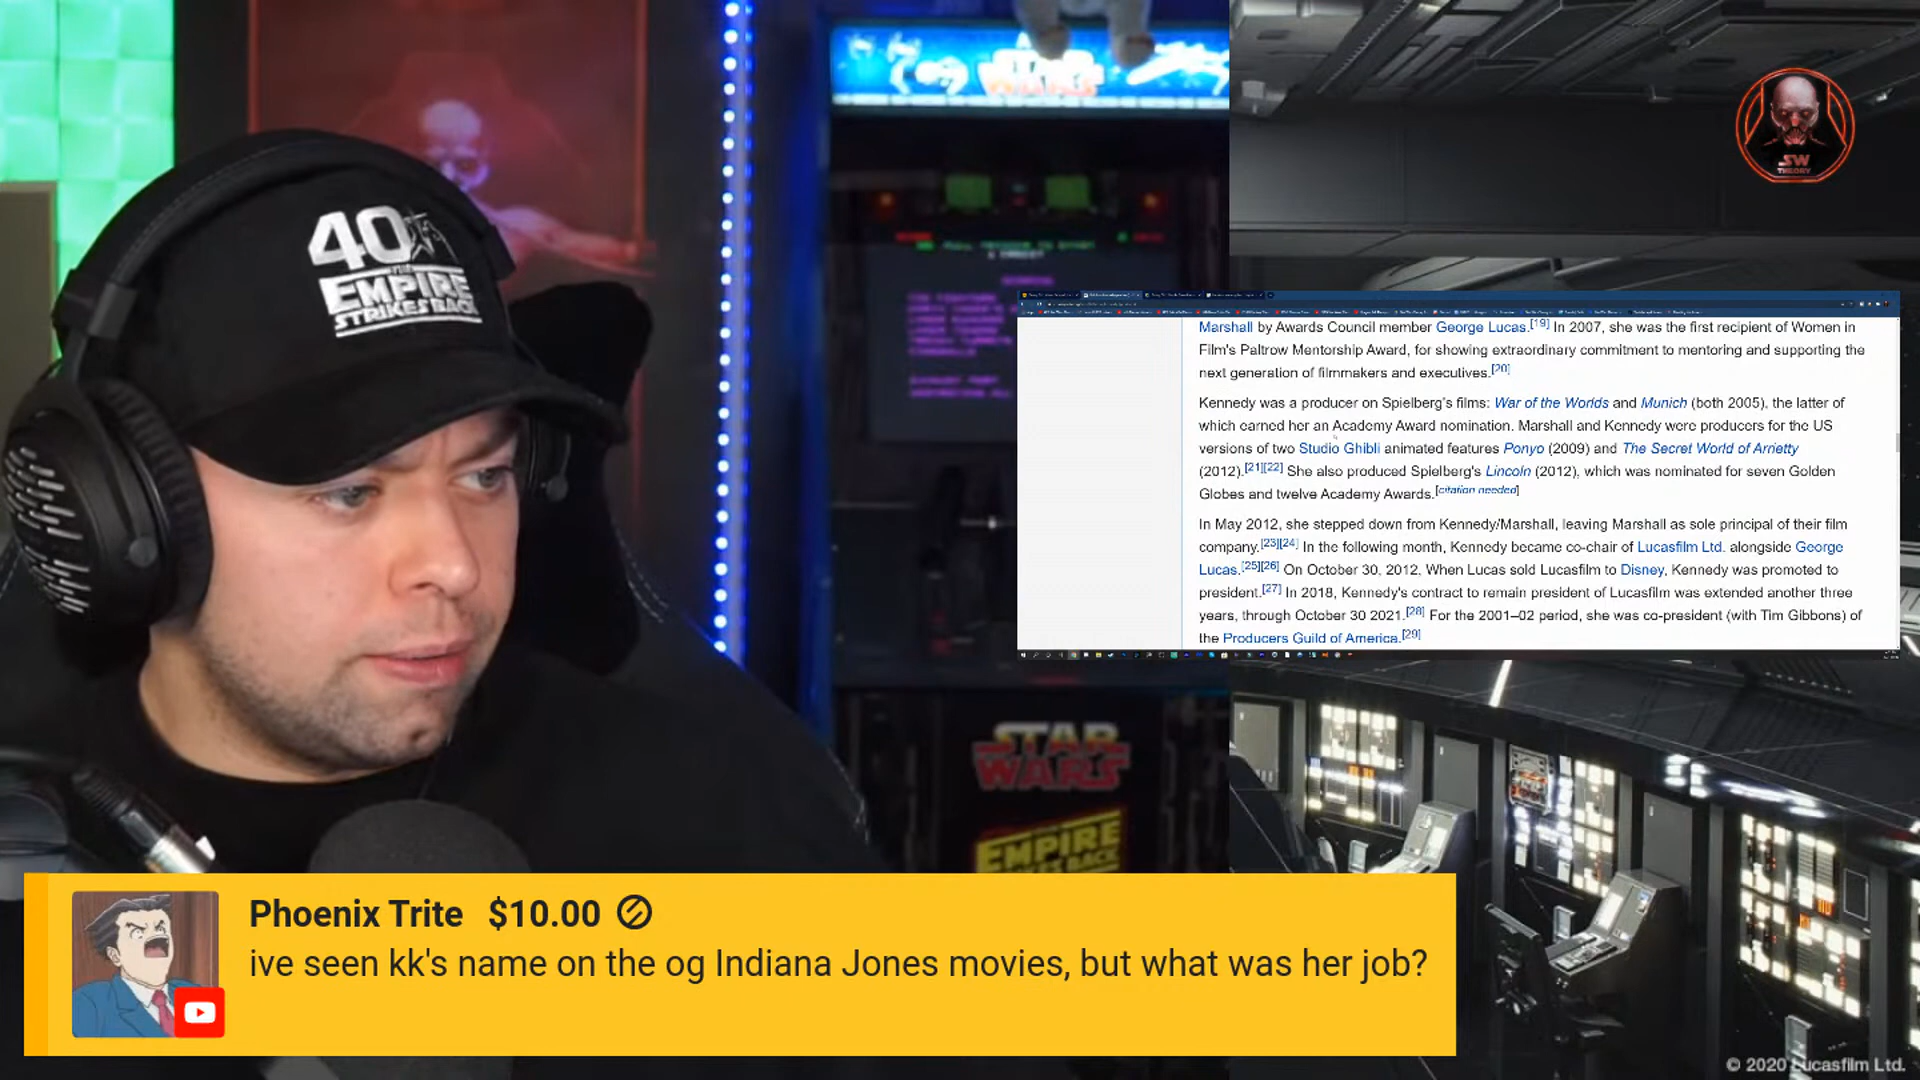 STAR
WARS
SW
THEORY
40
THE
EMPIRE
STRIKES BACK
Marshall by Awards Council member George Lucas.[19] In 2007, she was the first recipient of Women in
Film's Paltrow Mentorship Award, for showing extraordinary commitment to mentoring and supporting the
next generation of filmmakers and executives.[20]
Kennedy was a producer on Spielberg's films: War of the Worlds and Munich (both 2005), the latter of
which earned her an Academy Award nomination. Marshall and Kennedy were producers for the US
versions of two Studio Ghibli animated features Ponyo (2009) and The Secret World of Arrietty
(2012).[21][22] She also produced Spielberg's Lincoln (2012), which was nominated for seven Golden
Globes and twelve Academy Awards.[citation needed]
In May 2012, she stepped down from Kennedy/Marshall, leaving Marshall as sole principal of their film
company.[23][24] In the following month, Kennedy became co-chair of Lucasfilm Ltd. alongside George
Lucas.[25][26] On October 30, 2012, When Lucas sold Lucasfilm to Disney, Kennedy was promoted to
president.[27] In 2018, Kennedy's contract to remain president of Lucasfilm was extended another three
years, through October 30 2021.[28] For the 2001–02 period, she was co-president (with Tim Gibbons) of
the Producers Guild of America.[29]
STAR
WARS
EMPIRE
BACK
Phoenix Trite $10.00
ive seen kk's name on the og Indiana Jones movies, but what was her job?
© 2020 Lucasfilm Ltd.